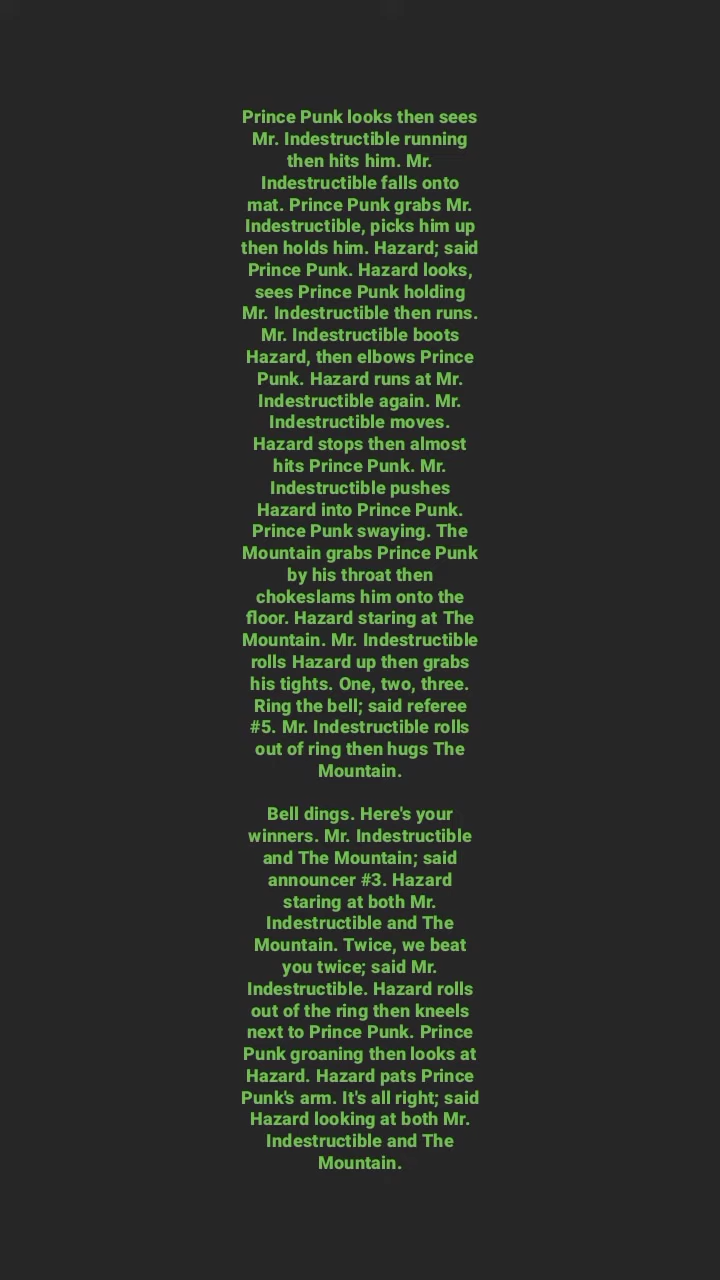 Prince Punk looks then sees
Mr. Indestructible running
then hits him. Mr.
Indestructible falls onto
mat. Prince Punk grabs Mr.
Indestructible, picks him up
then holds him. Hazard; said
Prince Punk. Hazard looks,
sees Prince Punk holding
Mr. Indestructible then runs.
Mr. Indestructible boots
Hazard, then elbows Prince
Punk. Hazard runs at Mr.
Indestructible again. Mr.
Indestructible moves.
Hazard stops then almost
hits Prince Punk. Mr.
Indestructible pushes
Hazard into Prince Punk.
Prince Punk swaying. The
Mountain grabs Prince Punk
by his throat then
chokeslams him onto the
floor. Hazard staring at The
Mountain. Mr. Indestructible
rolls Hazard up then grabs
his tights. One, two, three.
Ring the bell; said referee
#5. Mr. Indestructible rolls
out of ring then hugs The
Mountain.

Bell dings. Here's your
winners. Mr. Indestructible
and The Mountain; said
announcer #3. Hazard
staring at both Mr.
Indestructible and The
Mountain. Twice, we beat
you twice; said Mr.
Indestructible. Hazard rolls
out of the ring then kneels
next to Prince Punk. Prince
Punk groaning then looks at
Hazard. Hazard pats Prince
Punk's arm. It's all right; said
Hazard looking at both Mr.
Indestructible and The
Mountain.